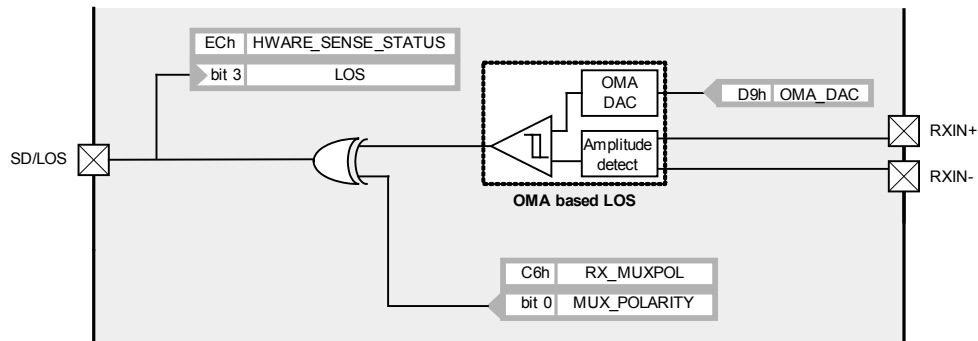 ECh HWARE_SENSE_STATUS
bit 3 LOS
OMA
DAC
D9h OMA_DAC
Amplitude
detect
RXIN+
SD/LOS
RXIN-
OMA based LOS
C6h RX_MUXPOL
bit 0 MUX_POLARITY